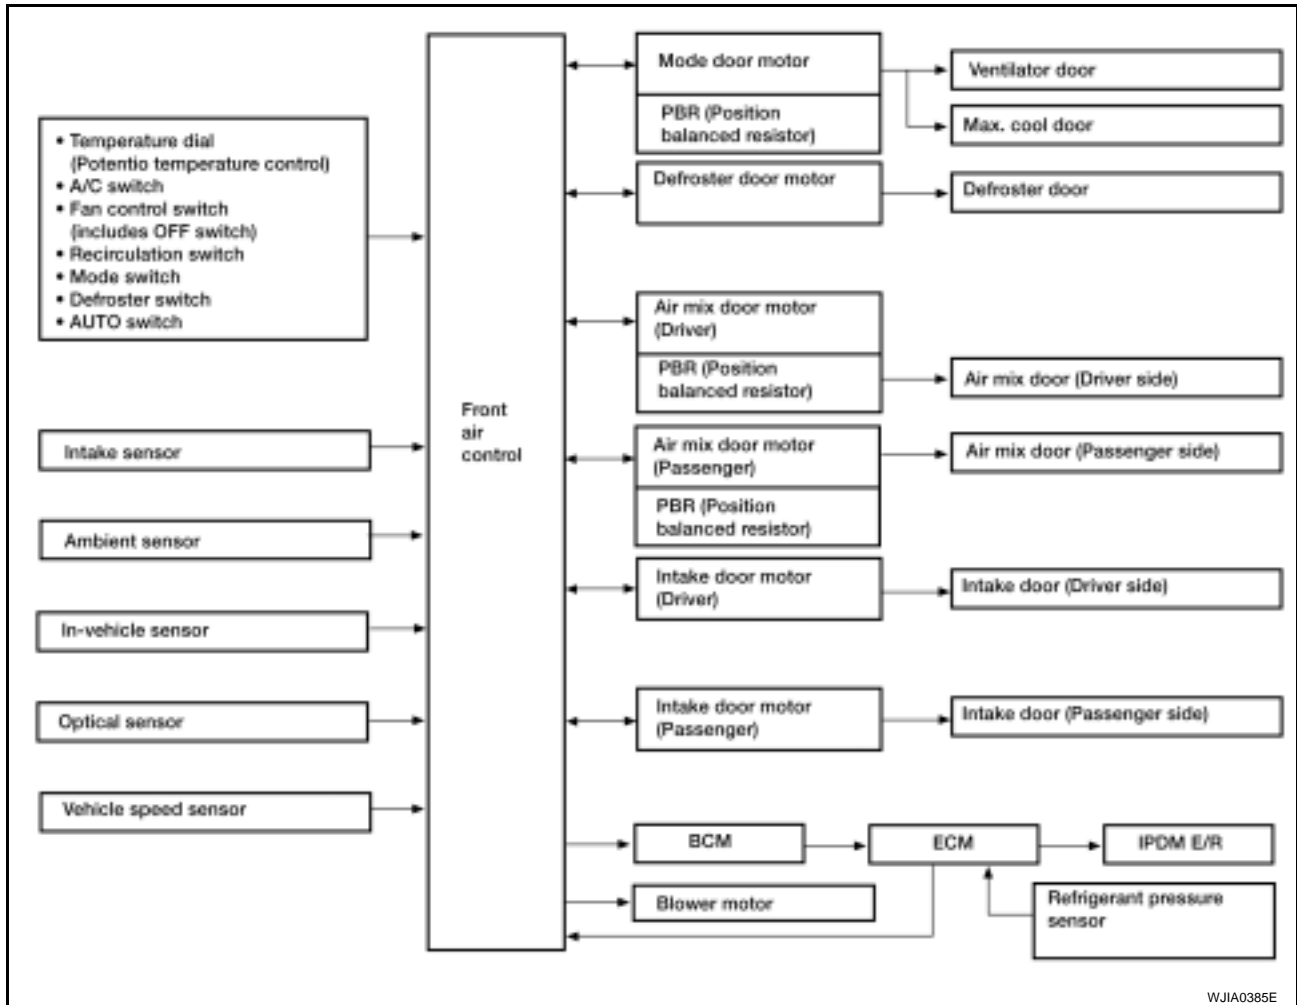 • Temperature dial
(Potentio temperature control)
• A/C switch
• Fan control switch
(includes OFF switch)
• Recirculation switch
• Mode switch
• Defroster switch
• AUTO switch
Intake sensor
Ambient sensor
In-vehicle sensor
Optical sensor
Vehicle speed sensor
Front
air
control
Mode door motor
PBR (Position
balanced resistor)
Ventilator door
Max. cool door
Defroster door motor
Defroster door
Air mix door motor
(Driver)
PBR (Position
balanced resistor)
Air mix door (Driver side)
Air mix door motor
(Passenger)
PBR (Position
balanced resistor)
Air mix door (Passenger side)
Intake door motor
(Driver)
Intake door (Driver side)
Intake door motor
(Passenger)
Intake door (Passenger side)
BCM
ECM
IPDM E/R
Blower motor
Refrigerant pressure
sensor
WJIA0385E